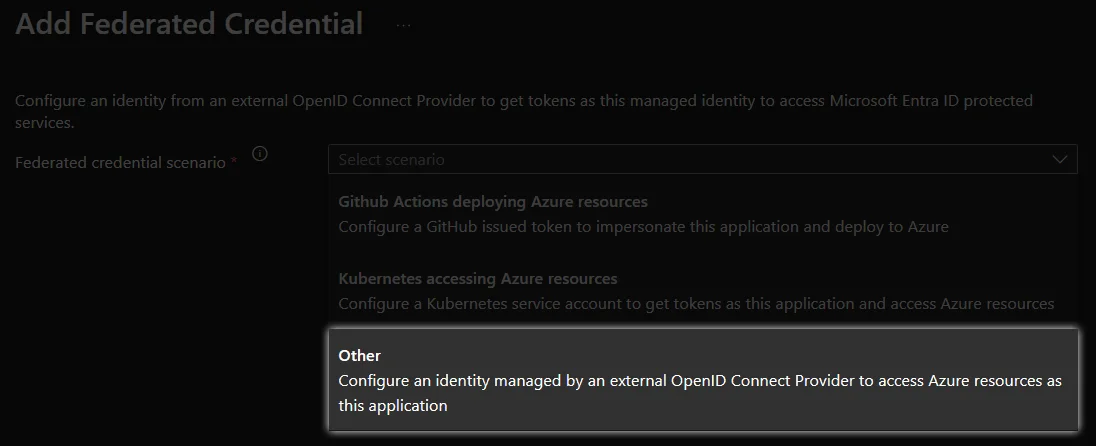 Add Federated Credential ...
Configure an identity from an external OpenID Connect Provider to get tokens as this managed identity to access Microsoft Entra ID protected
services.
Federated credential scenario *
Select scenario
Github Actions deploying Azure resources
Configure a GitHub issued token to impersonate this application and deploy to Azure
Kubernetes accessing Azure resources
Configure a Kubernetes service account to get tokens as this application and access Azure resources
Other
Configure an identity managed by an external OpenID Connect Provider to access Azure resources as
this application